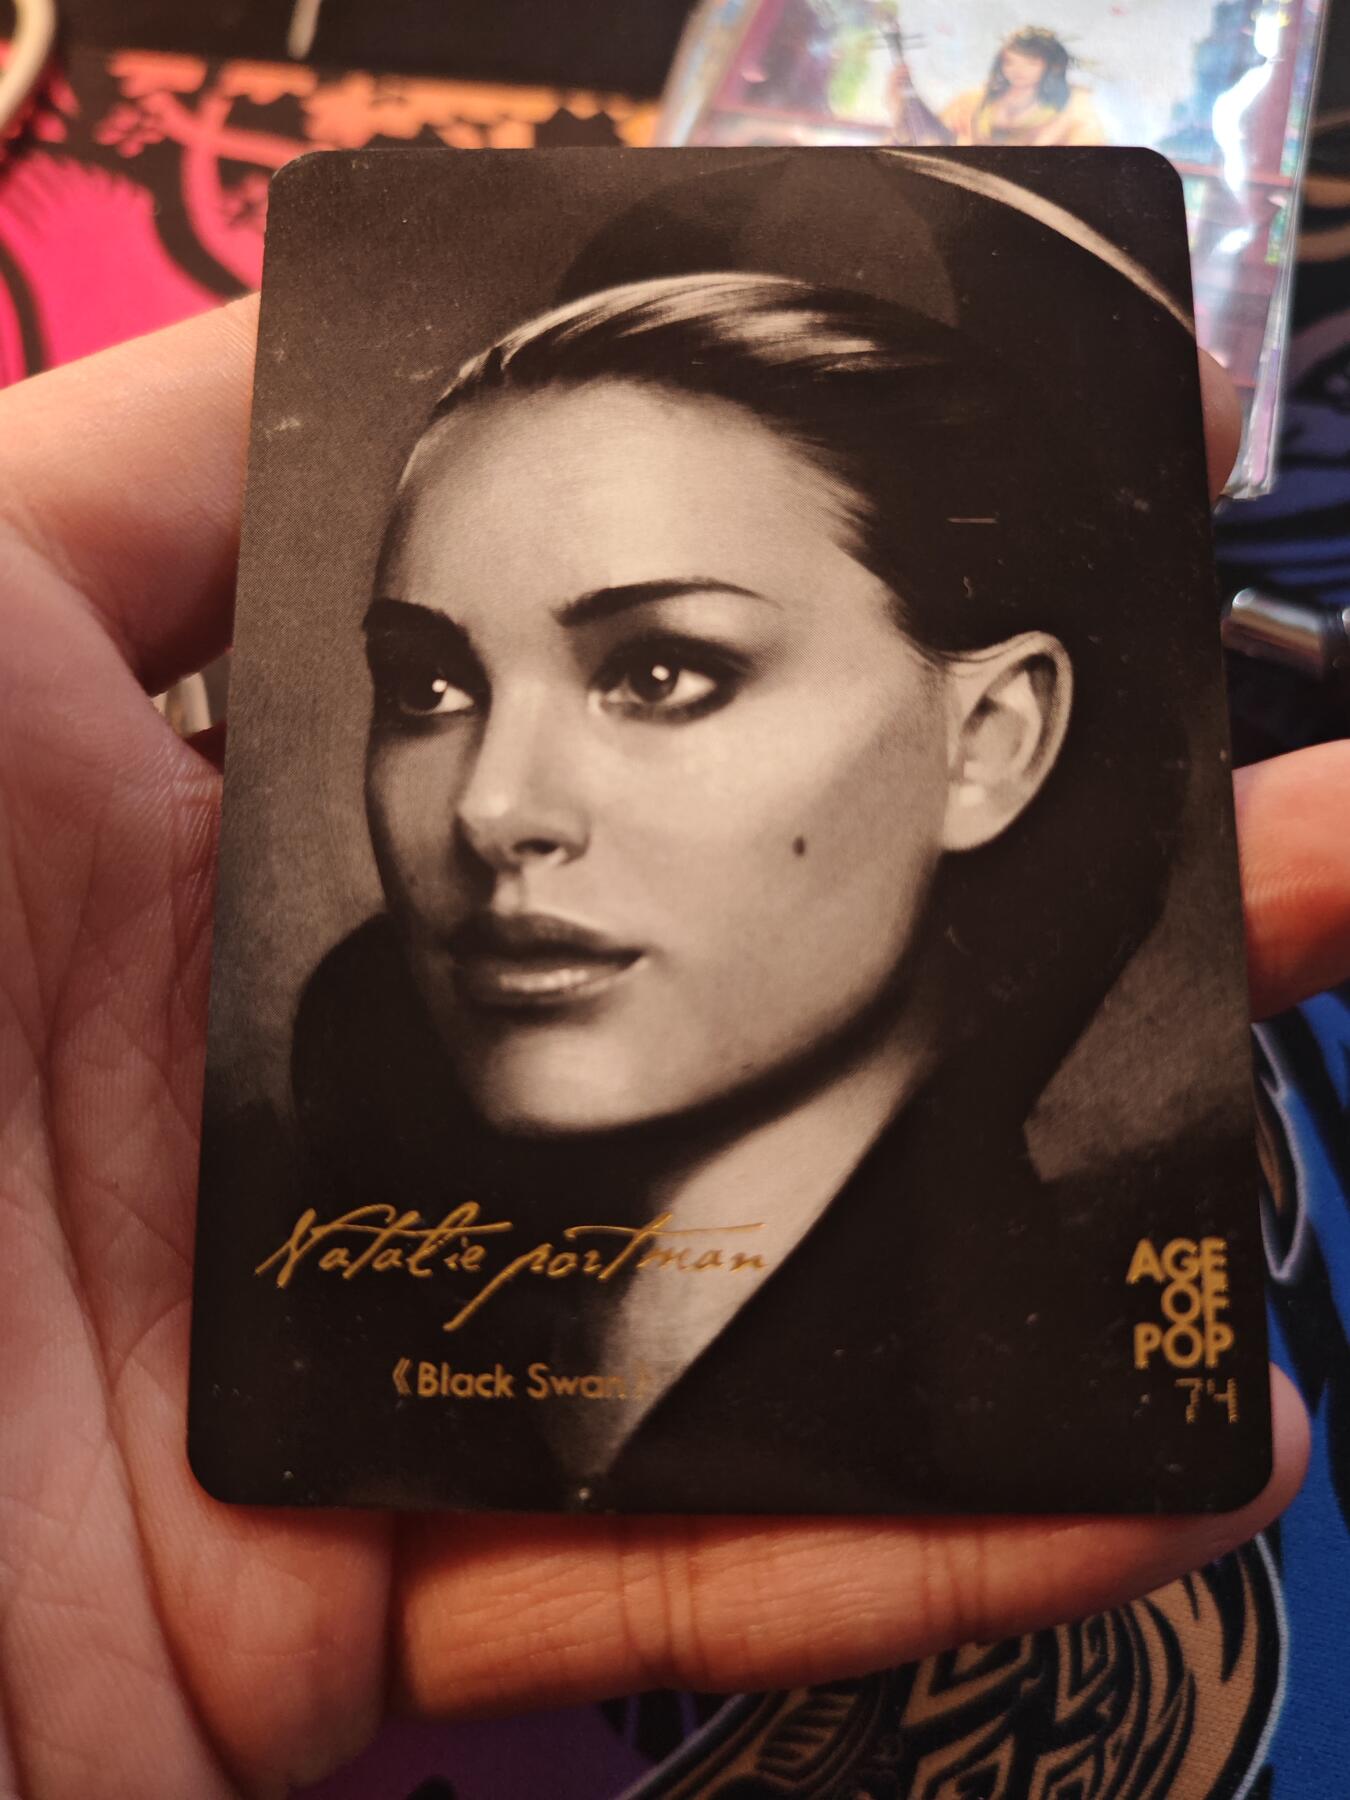 Natalie portman
《Black Swan》
AGE
OF
POP
74